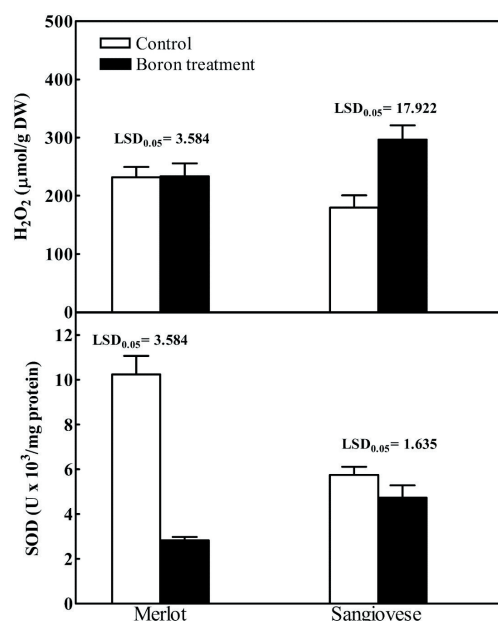 500
400
300
200
100
0
H₂O₂ (μmol/g DW)
Control
Boron treatment
LSD₀.₀₅= 3.584
LSD₀.₀₅= 17.922
12
10
8
6
4
2
0
SOD (U x 10³/mg protein)
LSD₀.₀₅= 3.584
LSD₀.₀₅= 1.635
Merlot
Sangiovese